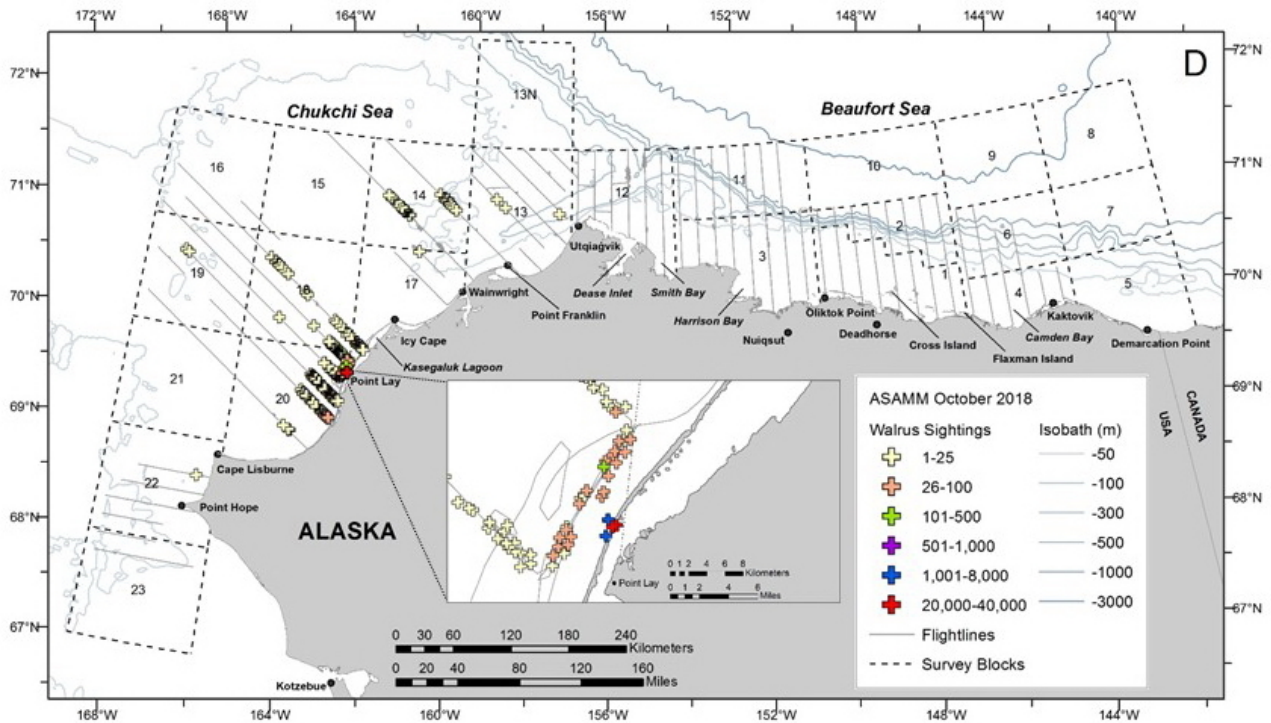 172°W 168°W 164°W 160°W 156°W 152°W 148°W 144°W 140°W
D
72°N 72°N
13N
Chukchi Sea Beaufort Sea
8
16 15 14 13 12 11 10 9
71°N 71°N
7
2 6
Utqiaġvik
19 18 17 3 1 4 5
70°N 70°N
Wainwright Dease Inlet Smith Bay
Point Franklin Harrison Bay Oliktok Point Kaktovik
Icy Cape Nuiqsut Deadhorse Cross Island Camden Bay Demarcation Point
Kasegaluk Lagoon Flaxman Island
21 20 Point Lay
69°N 69°N
USA CANADA
Cape Lisburne
22
Point Hope
68°N 68°N
ALASKA
23
67°N 67°N
Kotzebue
0 1 2 4 6 8
Kilometers
0 1 2 4 6
Miles
Point Lay
0 30 60 120 180 240
Kilometers
0 20 40 80 120 160
Miles
ASAMM October 2018
Walrus Sightings Isobath (m)
1-25 -50
26-100 -100
101-500 -300
501-1,000 -500
1,001-8,000 -1000
20,000-40,000 -3000
Flightlines
Survey Blocks
168°W 164°W 160°W 156°W 152°W 148°W 144°W